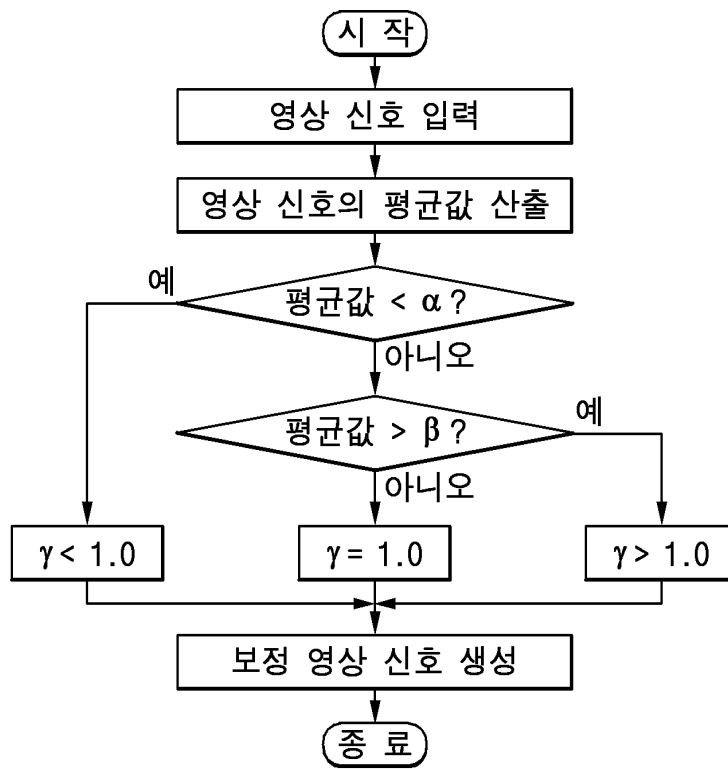 시 작
영상 신호 입력
영상 신호의 평균값 산출
예
평균값 < α?
아니오
예
평균값 > β?
아니오
γ< 1.0
γ= 1.0
γ> 1.0
보정 영상 신호 생성
종 료